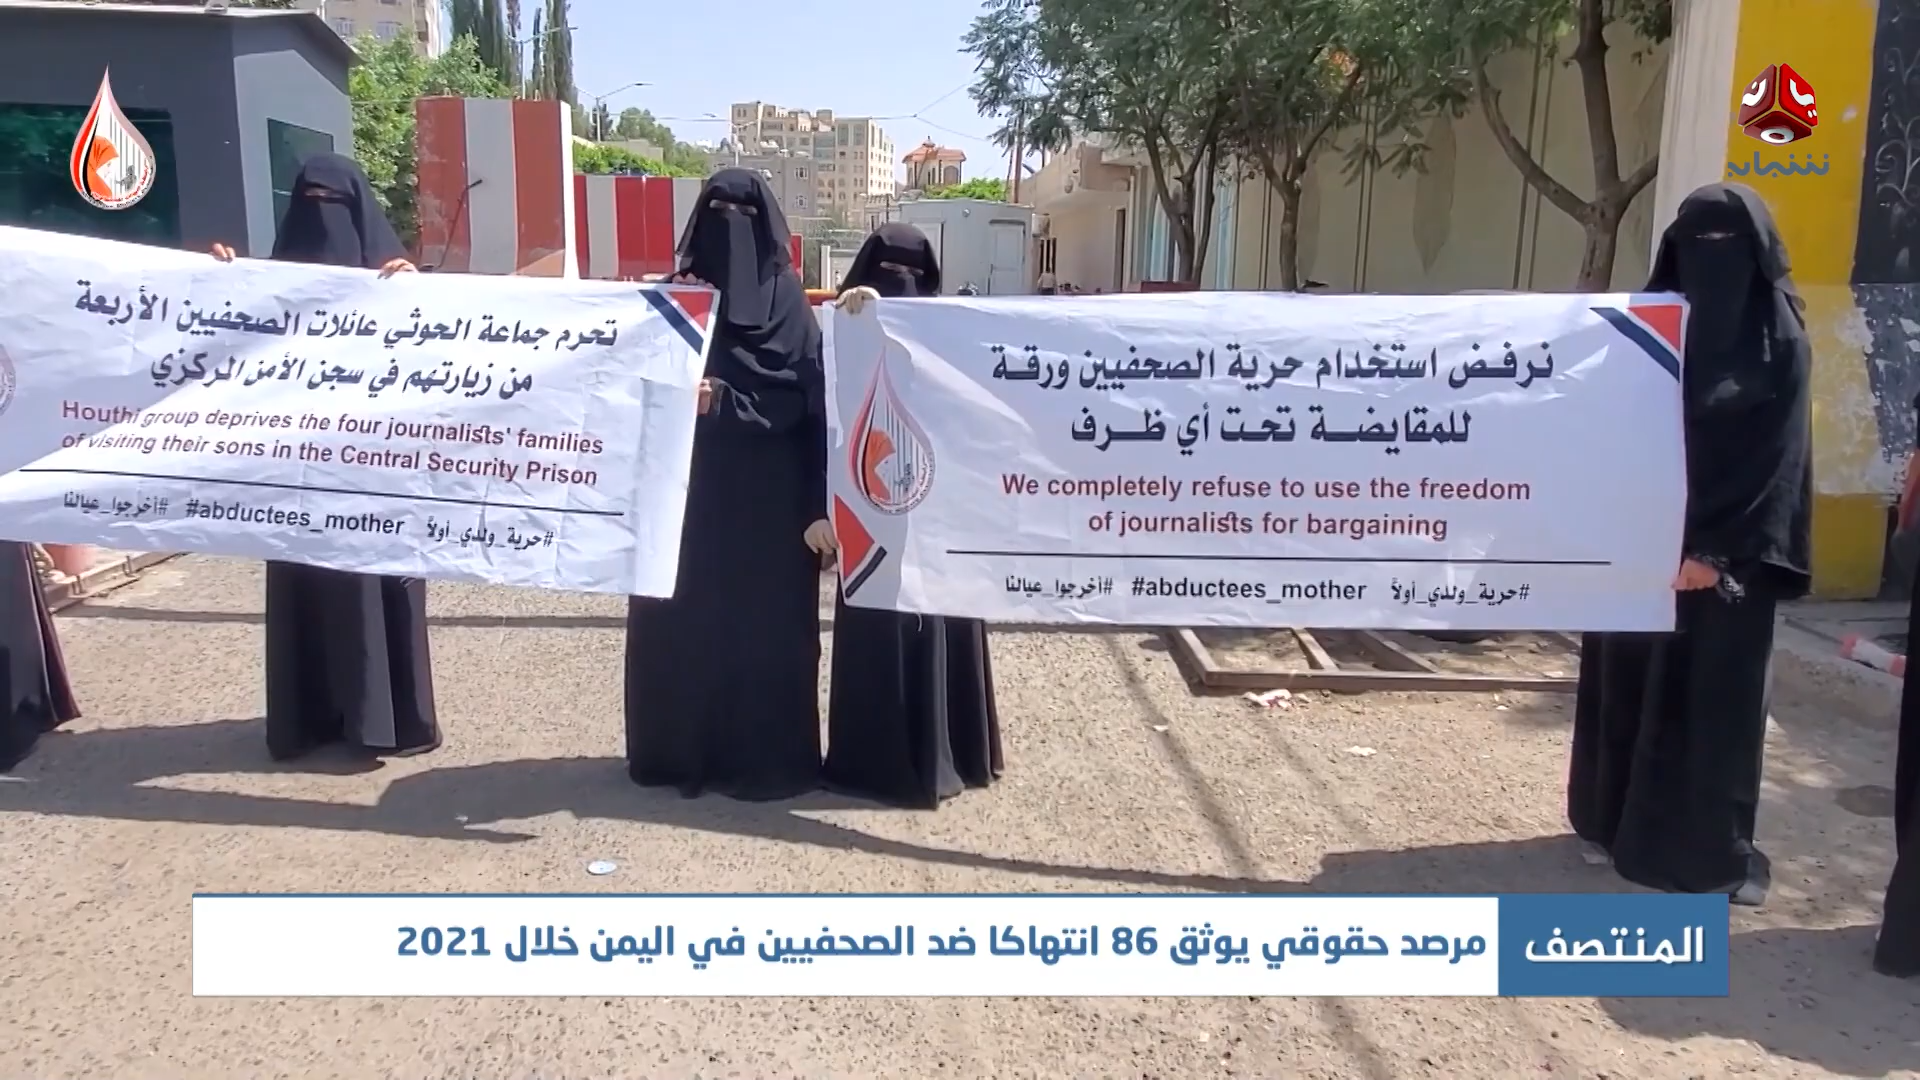 يمن شباب
تحرم جماعة الحوثي عائلات الصحفيين الأربعة
من زيارتهم في سجن الأمن المركزي
Houthi group deprives the four journalists' families
of visiting their sons in the Central Security Prison
#حرية_ولدي_أولاً #abductees_mother #أخرجوا_عيالنا
نرفض استخدام حرية الصحفيين ورقة
للمقايضة تحت أي ظرف
We completely refuse to use the freedom
of journalists for bargaining
#حرية_ولدي_أولاً #abductees_mother #أخرجوا_عيالنا
المنتصف
مرصد حقوقي يوثق 86 انتهاكا ضد الصحفيين في اليمن خلال 2021